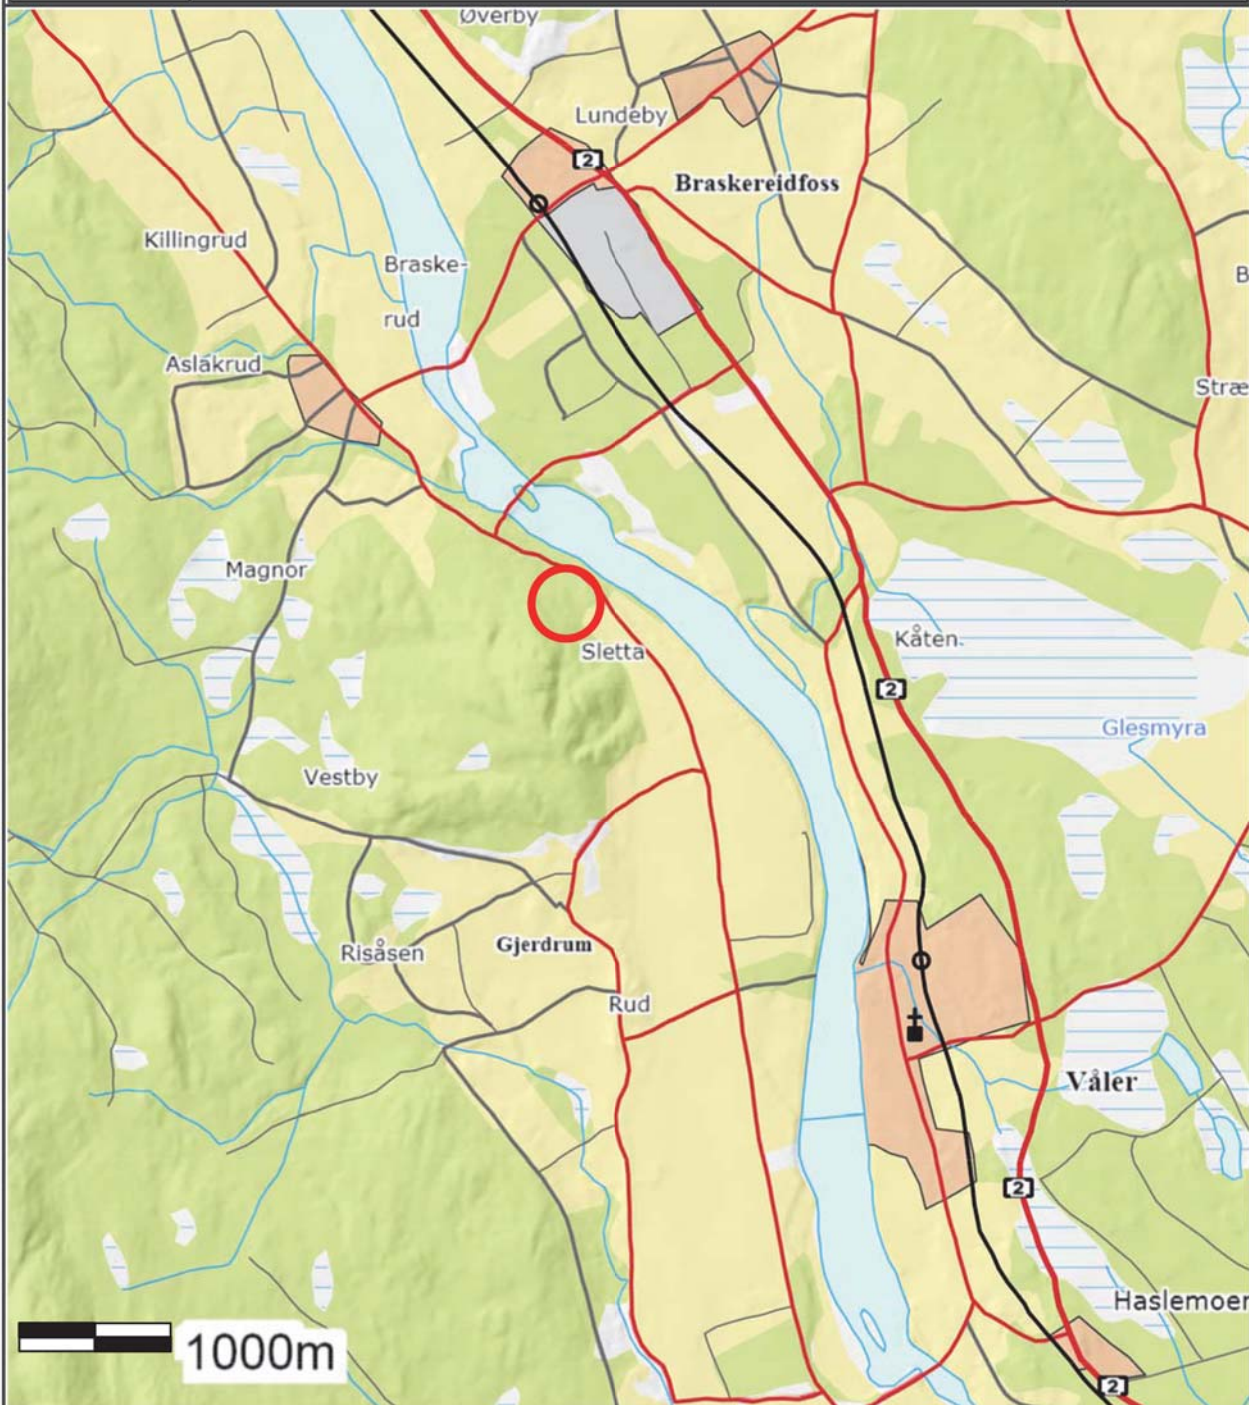 Øverby
Lundeby
2
Braskereidfoss
Killingrud
Braske-
rud
Aslakrud
Stræ
Magnor
Kåten
Sletta
2
Glesmyra
Vestby
Gjerdrum
Risåsen
Rud
Våler
2
Haslemoer
1000m
2